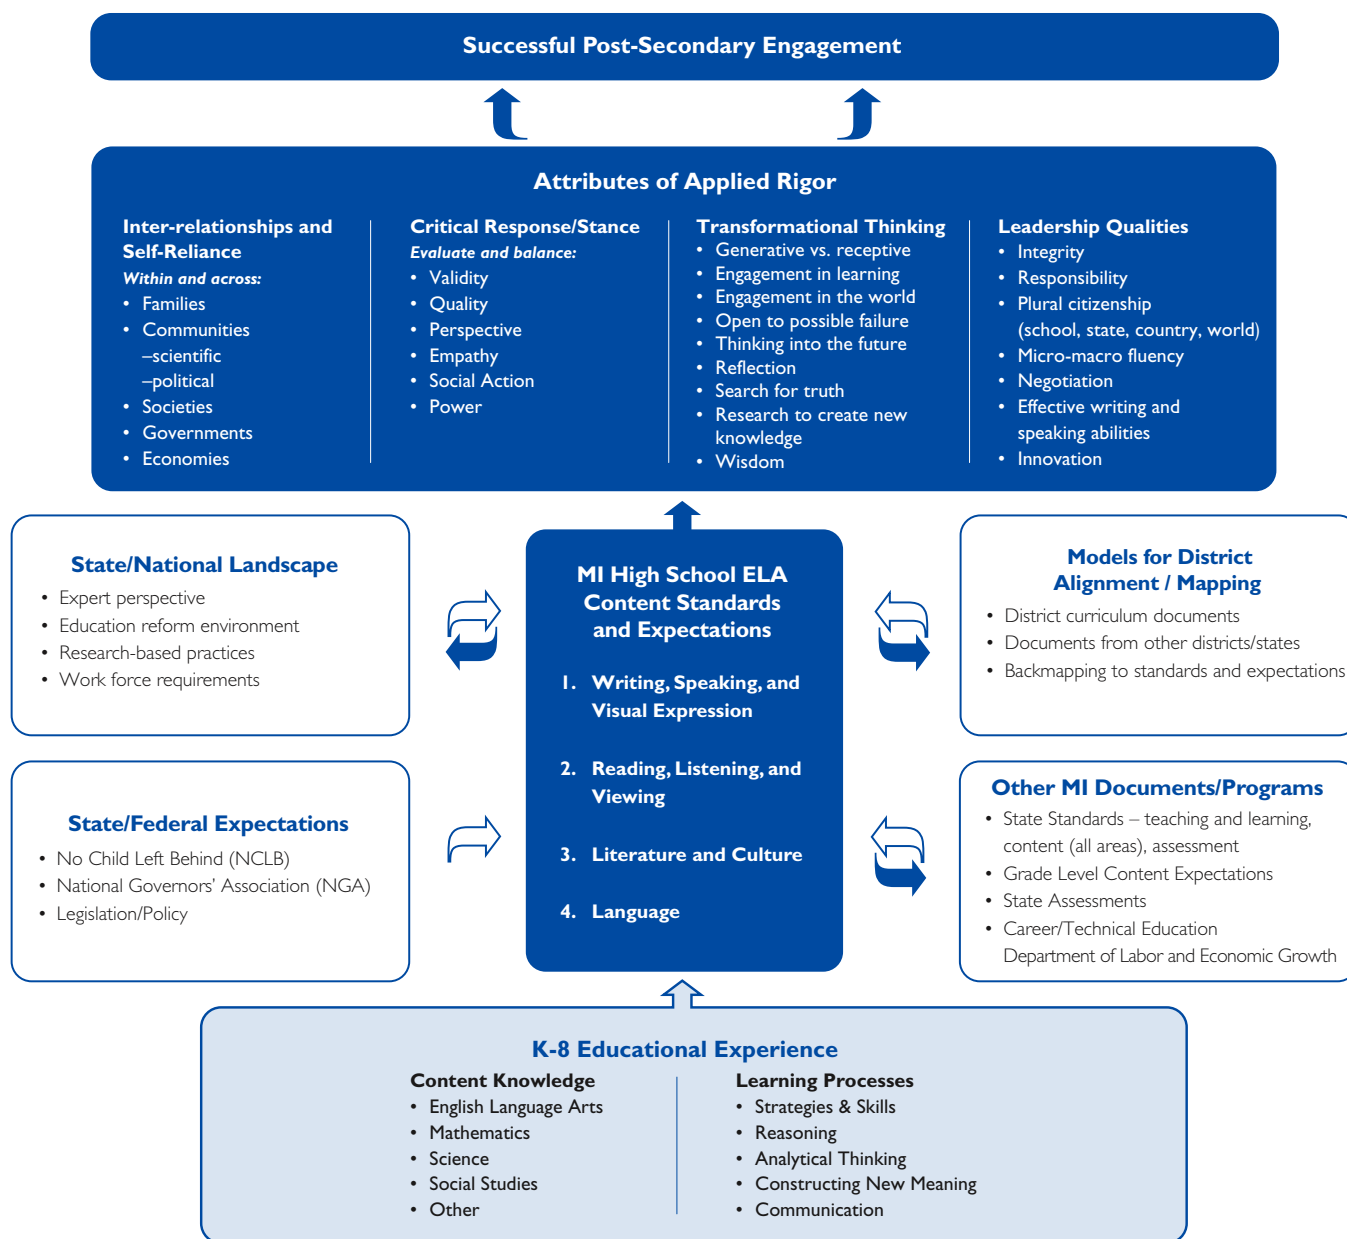 Successful Post-Secondary Engagement
Attributes of Applied Rigor
Inter-relationships and
Self-Reliance
Within and across:
• Families
• Communities
–scientific
–political
• Societies
• Governments
• Economies
Critical Response/Stance
Evaluate and balance:
• Validity
• Quality
• Perspective
• Empathy
• Social Action
• Power
Transformational Thinking
• Generative vs. receptive
• Engagement in learning
• Engagement in the world
• Open to possible failure
• Thinking into the future
• Reflection
• Search for truth
• Research to create new
knowledge
• Wisdom
Leadership Qualities
• Integrity
• Responsibility
• Plural citizenship
(school, state, country, world)
• Micro-macro fluency
• Negotiation
• Effective writing and
speaking abilities
• Innovation
State/National Landscape
• Expert perspective
• Education reform environment
• Research-based practices
• Work force requirements
State/Federal Expectations
• No Child Left Behind (NCLB)
• National Governors’ Association (NGA)
• Legislation/Policy
MI High School ELA
Content Standards
and Expectations
1. Writing, Speaking, and
Visual Expression
2. Reading, Listening, and
Viewing
3. Literature and Culture
4. Language
Models for District
Alignment / Mapping
• District curriculum documents
• Documents from other districts/states
• Backmapping to standards and expectations
Other MI Documents/Programs
• State Standards – teaching and learning,
content (all areas), assessment
• Grade Level Content Expectations
• State Assessments
• Career/Technical Education
Department of Labor and Economic Growth
K-8 Educational Experience
Content Knowledge
• English Language Arts
• Mathematics
• Science
• Social Studies
• Other
Learning Processes
• Strategies & Skills
• Reasoning
• Analytical Thinking
• Constructing New Meaning
• Communication